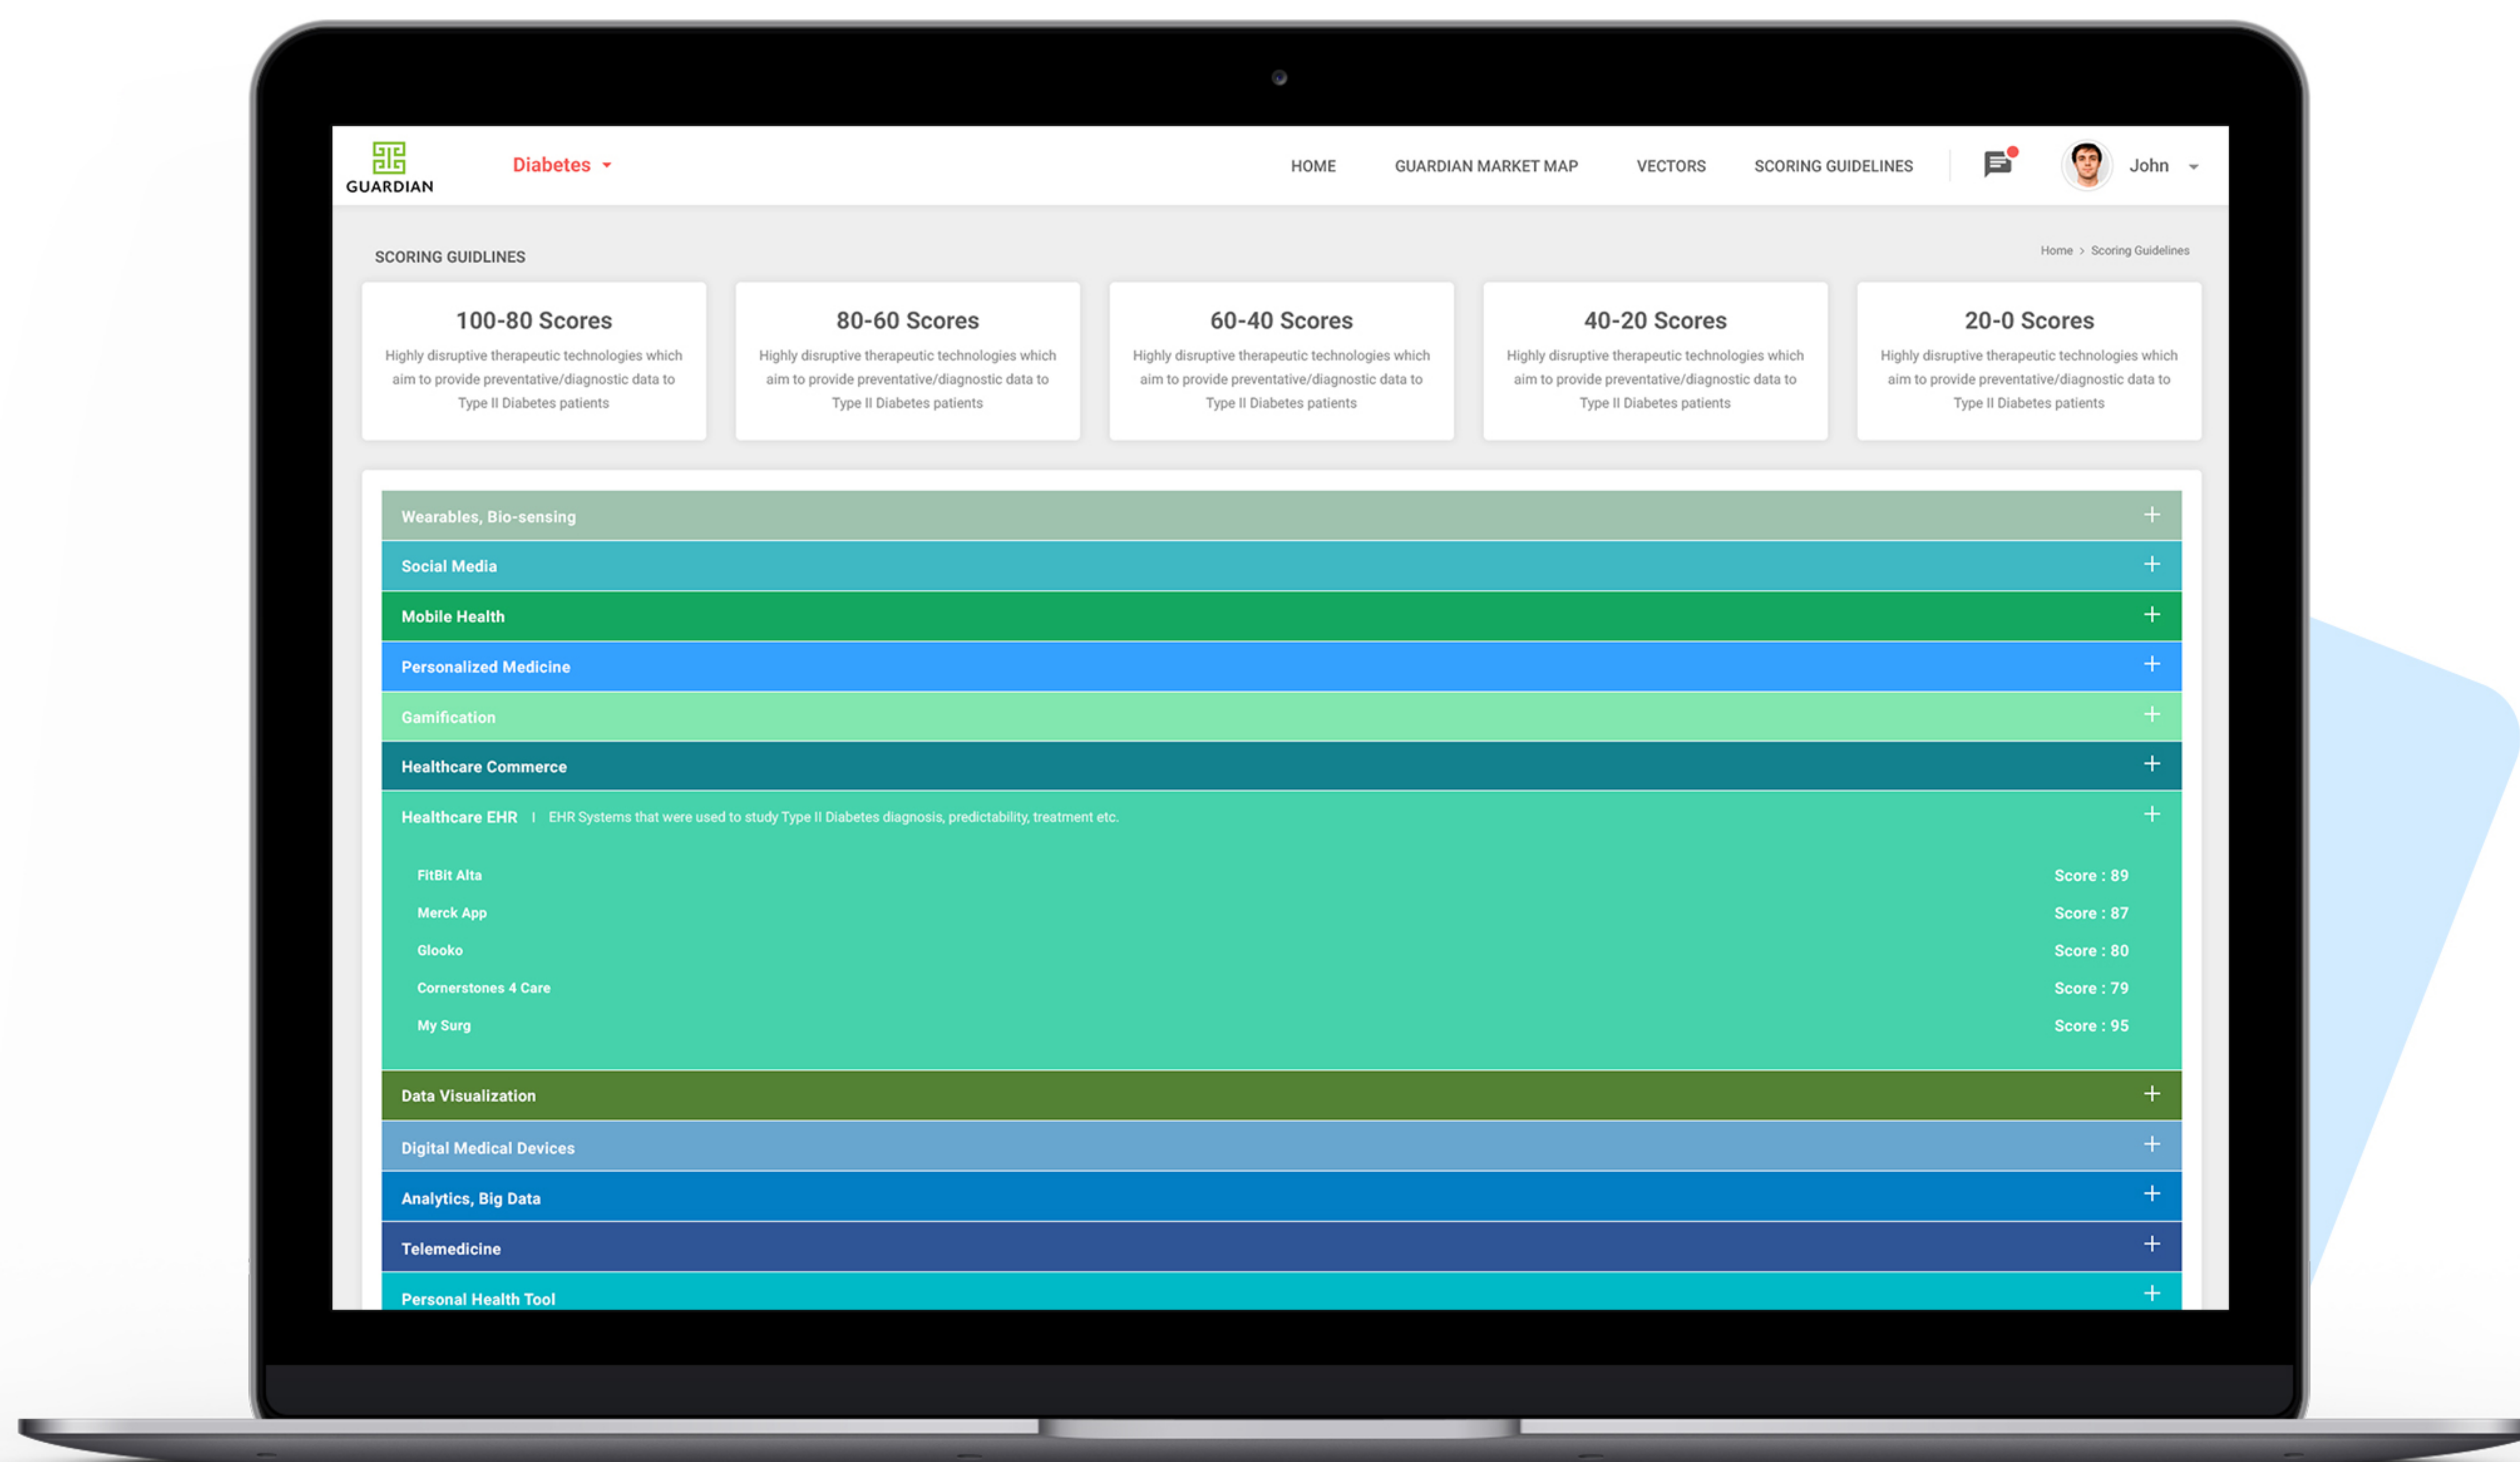 GUARDIAN
Diabetes
HOME
GUARDIAN MARKET MAP
VECTORS
SCORING GUIDELINES
John
SCORING GUIDLINES
Home > Scoring Guidelines
100-80 Scores
Highly disruptive therapeutic technologies which
aim to provide preventative/diagnostic data to
Type II Diabetes patients
80-60 Scores
Highly disruptive therapeutic technologies which
aim to provide preventative/diagnostic data to
Type II Diabetes patients
60-40 Scores
Highly disruptive therapeutic technologies which
aim to provide preventative/diagnostic data to
Type II Diabetes patients
40-20 Scores
Highly disruptive therapeutic technologies which
aim to provide preventative/diagnostic data to
Type II Diabetes patients
20-0 Scores
Highly disruptive therapeutic technologies which
aim to provide preventative/diagnostic data to
Type II Diabetes patients
Wearables, Bio-sensing +
Social Media +
Mobile Health +
Personalized Medicine +
Gamification +
Healthcare Commerce +
Healthcare EHR | EHR Systems that were used to study Type II Diabetes diagnosis, predictability, treatment etc. +
FitBit Alta Score : 89
Merck App Score : 87
Glooko Score : 80
Cornerstones 4 Care Score : 79
My Surg Score : 95
Data Visualization +
Digital Medical Devices +
Analytics, Big Data +
Telemedicine +
Personal Health Tool +